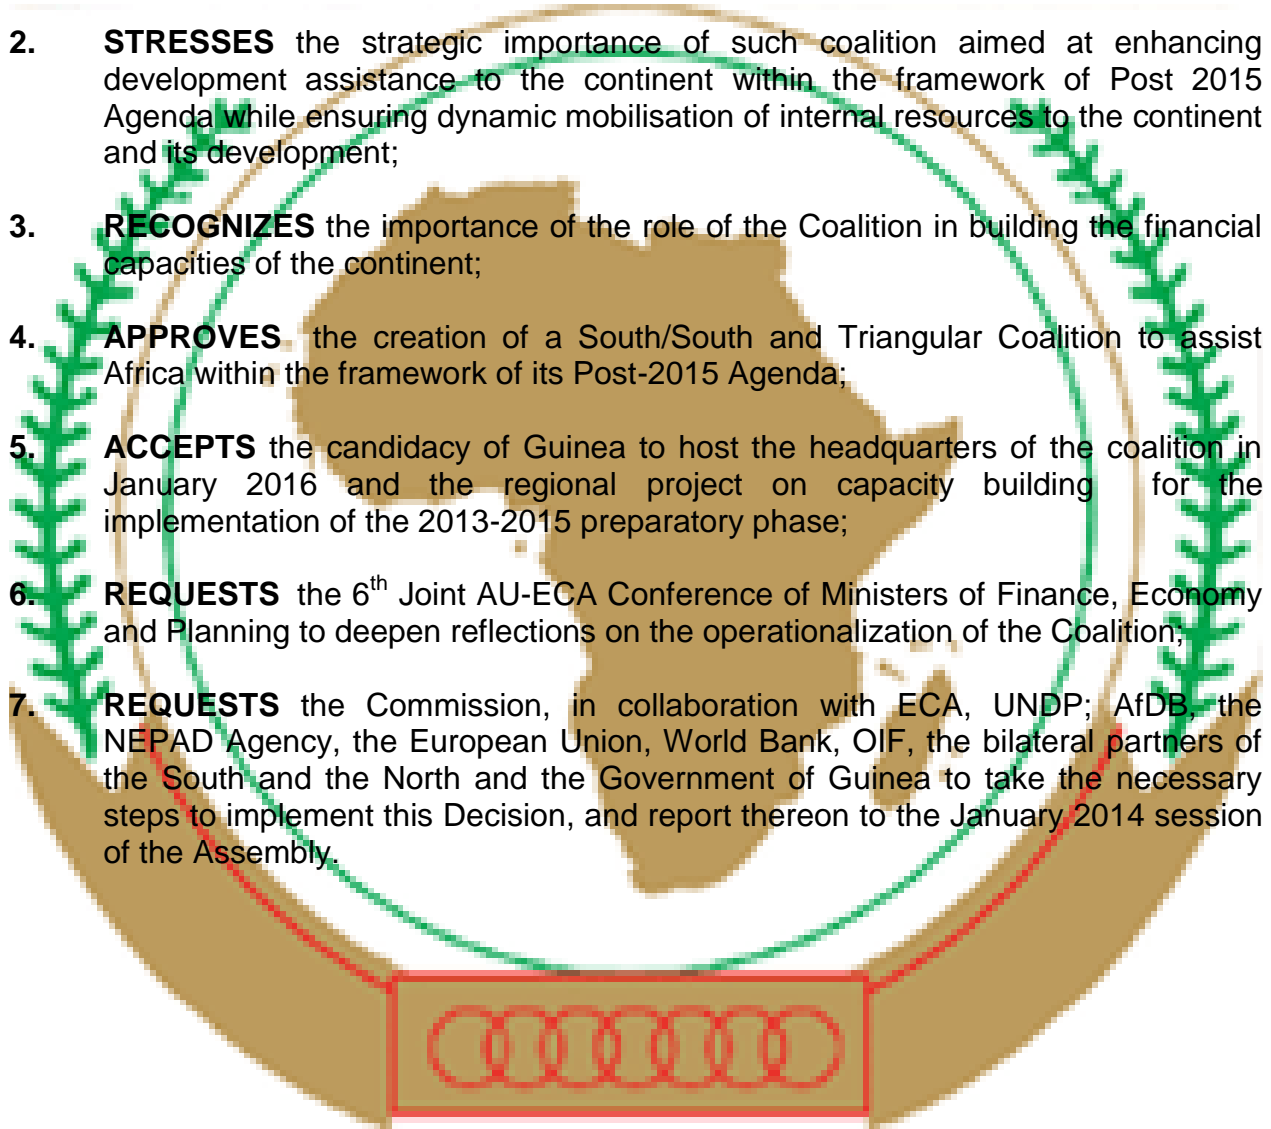 2. STRESSES the strategic importance of such coalition aimed at enhancing
development assistance to the continent within the framework of Post 2015
Agenda while ensuring dynamic mobilisation of internal resources to the continent
and its development;
3. RECOGNIZES the importance of the role of the Coalition in building the financial
capacities of the continent;
4. APPROVES the creation of a South/South and Triangular Coalition to assist
Africa within the framework of its Post-2015 Agenda;
5. ACCEPTS the candidacy of Guinea to host the headquarters of the coalition in
January 2016 and the regional project on capacity building for the
implementation of the 2013-2015 preparatory phase;
6. REQUESTS the 6th Joint AU-ECA Conference of Ministers of Finance, Economy
and Planning to deepen reflections on the operationalization of the Coalition;
7. REQUESTS the Commission, in collaboration with ECA, UNDP; AfDB, the
NEPAD Agency, the European Union, World Bank, OIF, the bilateral partners of
the South and the North and the Government of Guinea to take the necessary
steps to implement this Decision, and report thereon to the January 2014 session
of the Assembly.